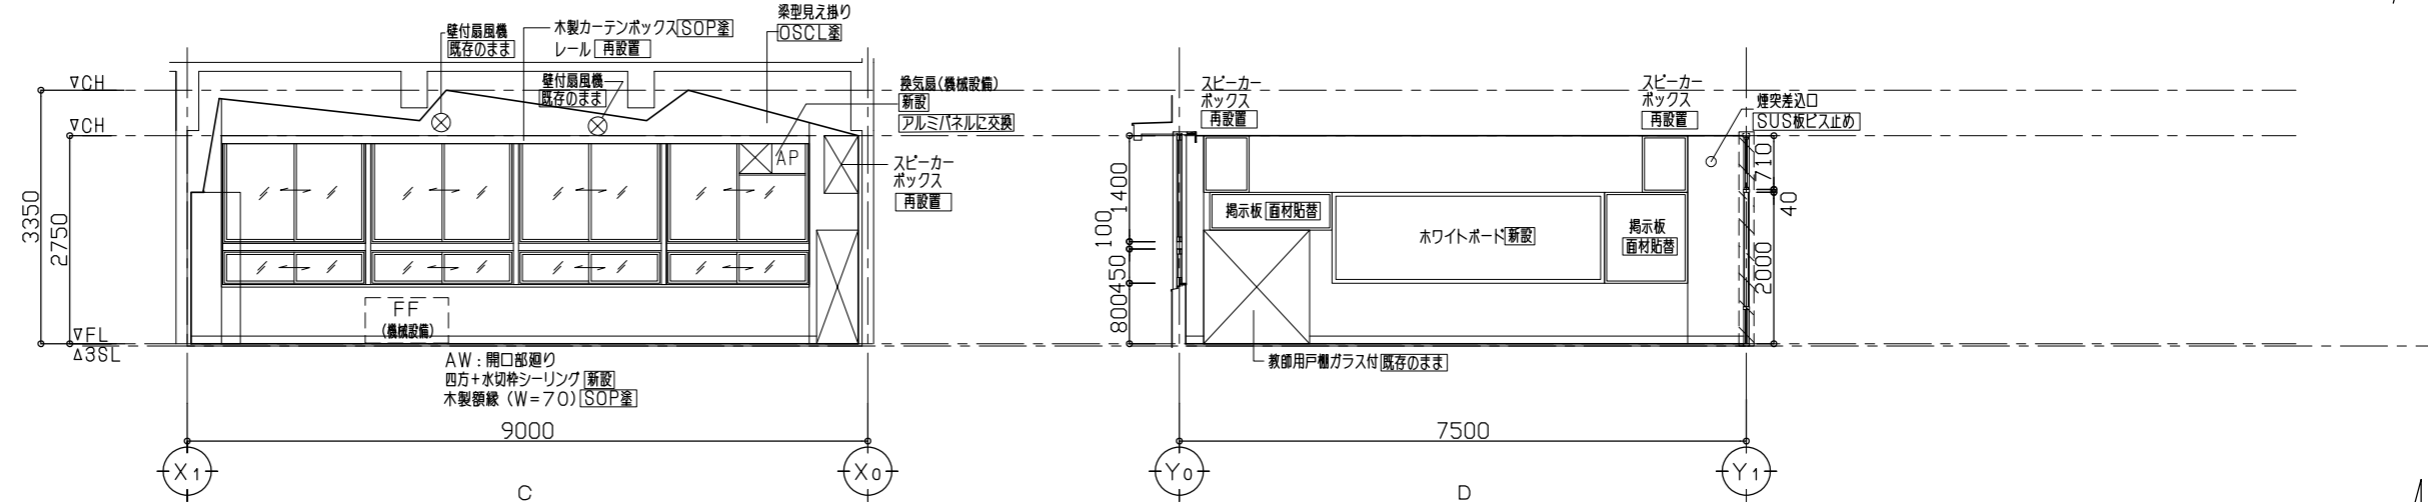 壁付扇風機
既存のまま
木製カーテンボックス SOP塗
レール 再設置
梁型見え掛り
OSCL塗
壁付扇風機
既存のまま
換気扇(機械設備)
新設
アルミパネルに交換
▽CH
▽CH
3350
2750
AP
スピーカー
ボックス
再設置
FF
(機械設備)
▽FL
△3SL
AW:開口部廻り
四方+水切枠シーリング 新設
木製額縁(W=70) SOP塗
9000
X1
X0
C
スピーカー
ボックス
再設置
スピーカー
ボックス
再設置
煙突差込口
SUS板ビス止め
1400
100
450
800
710
40
2000
掲示板 面材貼替
ホワイトボード 新設
掲示板
面材貼替
教師用戸棚ガラス付 既存のまま
7500
Y0
Y1
D